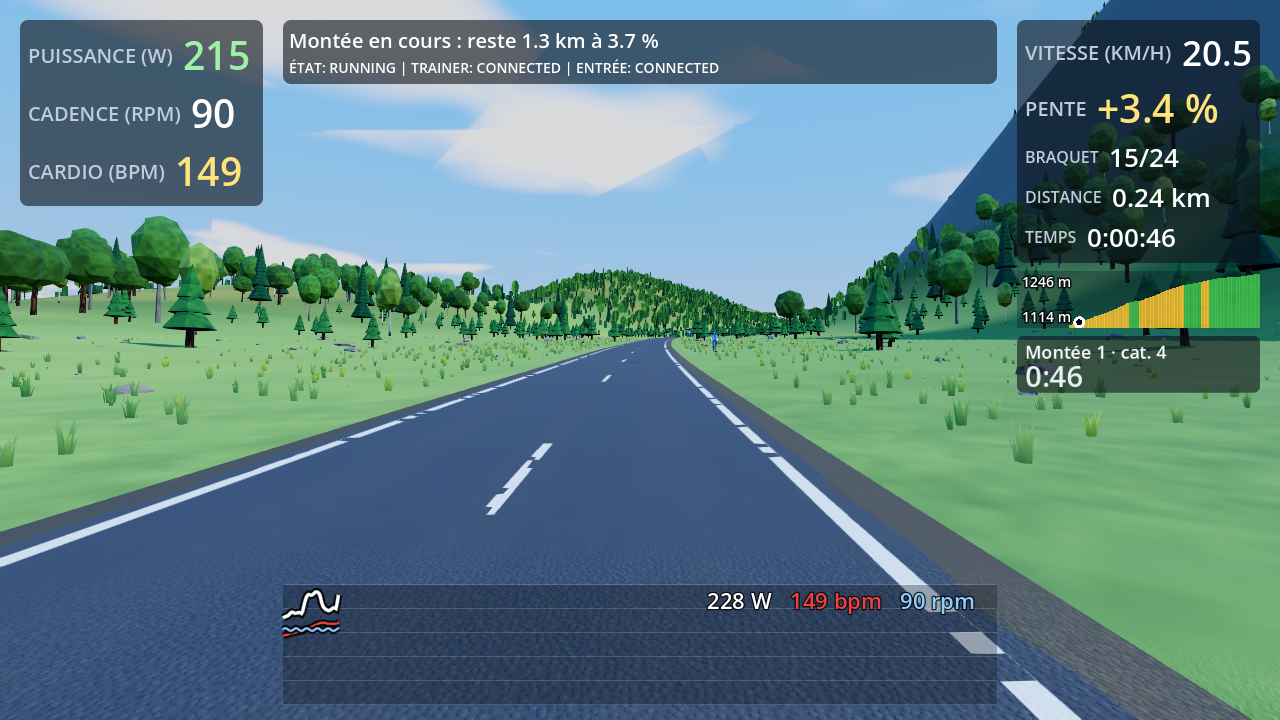 PUISSANCE (W) 215
CADENCE (RPM) 90
CARDIO (BPM) 149
Montée en cours : reste 1.3 km à 3.7 %
ÉTAT: RUNNING | TRAINER: CONNECTED | ENTRÉE: CONNECTED
VITESSE (KM/H) 20.5
PENTE +3.4 %
BRAQUET 15/24
DISTANCE 0.24 km
TEMPS 0:00:46
1246 m
1114 m
Montée 1 · cat. 4
0:46
228 W 149 bpm 90 rpm